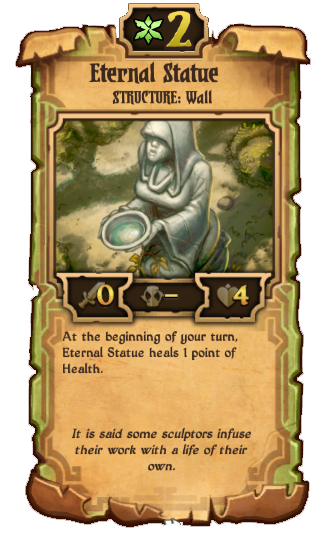 2
Eternal Statue
STRUCTURE: Wall
0 – 4
At the beginning of your turn,
Eternal Statue heals 1 point of
Health.
It is said some sculptors infuse
their work with a life of their
own.